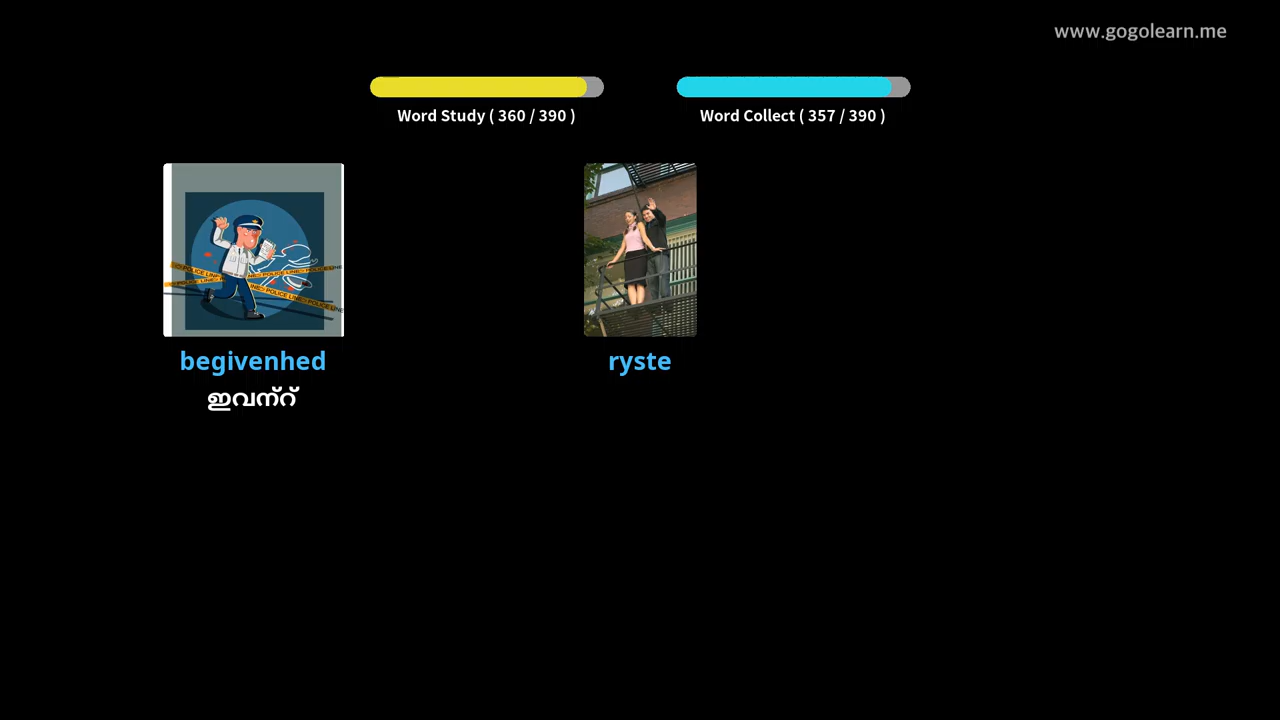 www.gogolearn.me
Word Study ( 360 / 390 )
Word Collect ( 357 / 390 )
begivenhed
ഇവന്റ്
ryste